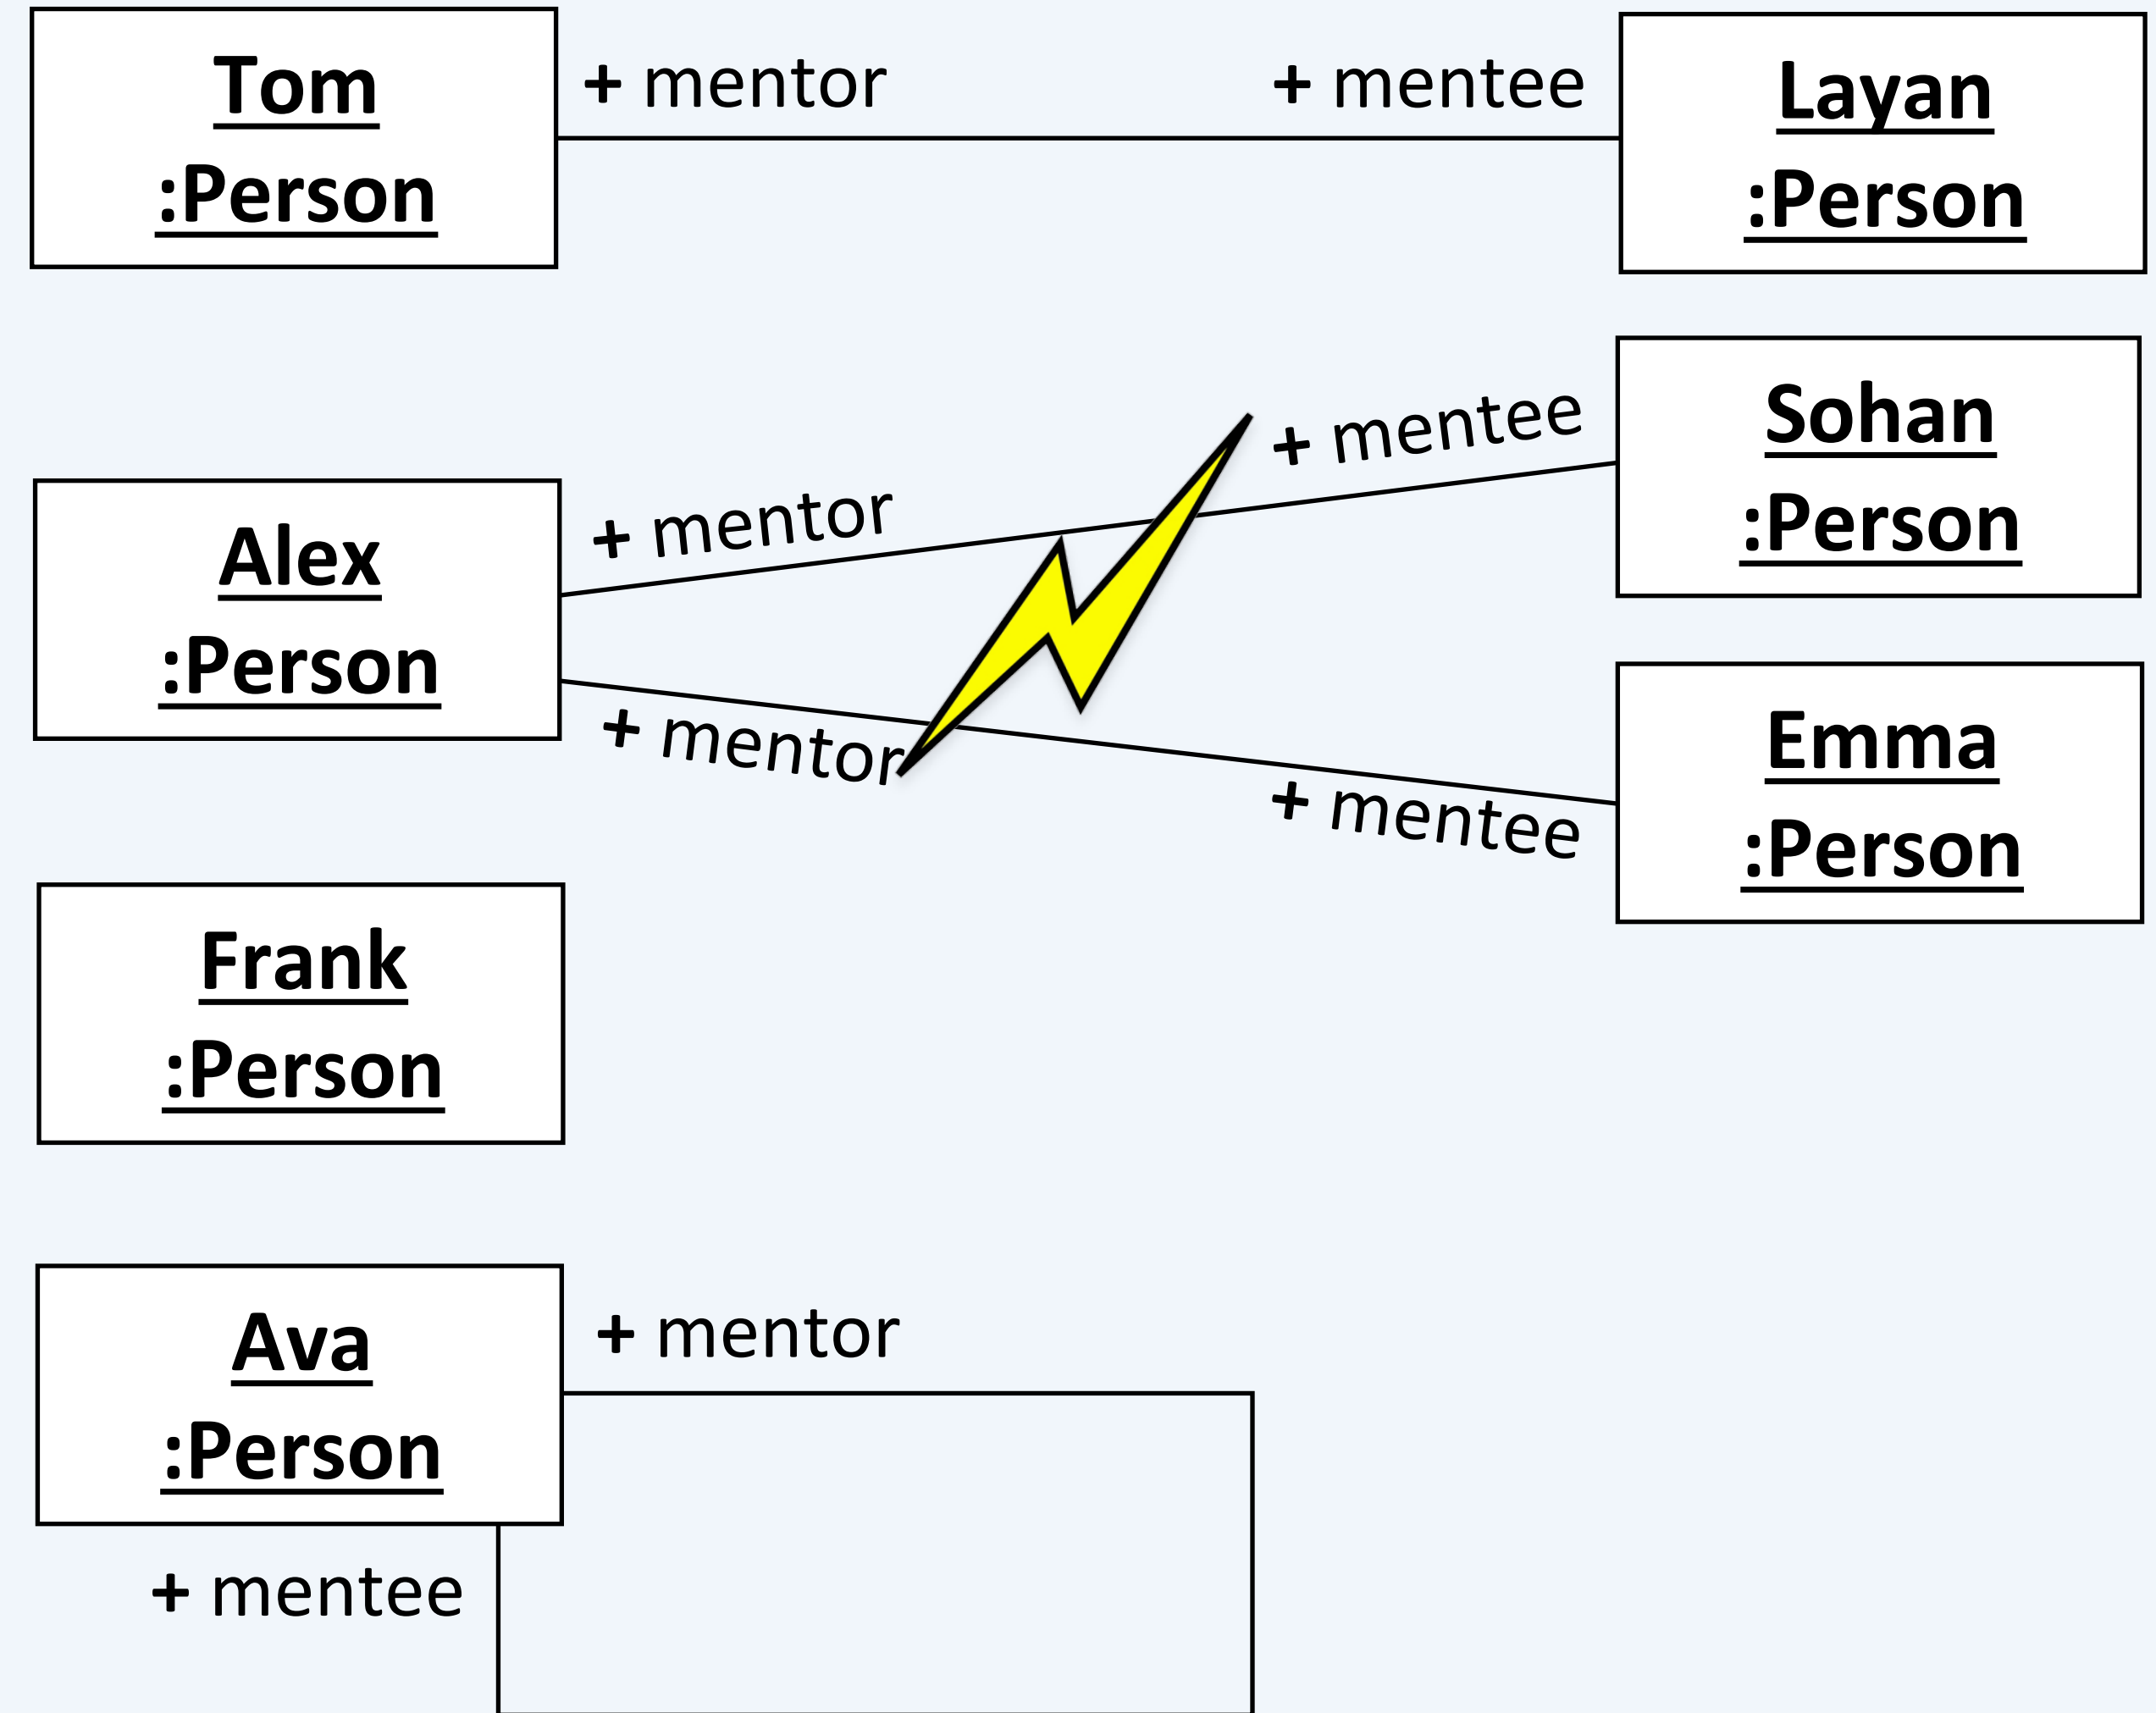 Tom
:Person
+ mentor
+ mentee
Layan
:Person
Alex
:Person
+ mentor
+ mentee
Sohan
:Person
+ mentor
+ mentee
Emma
:Person
Frank
:Person
Ava
:Person
+ mentor
+ mentee